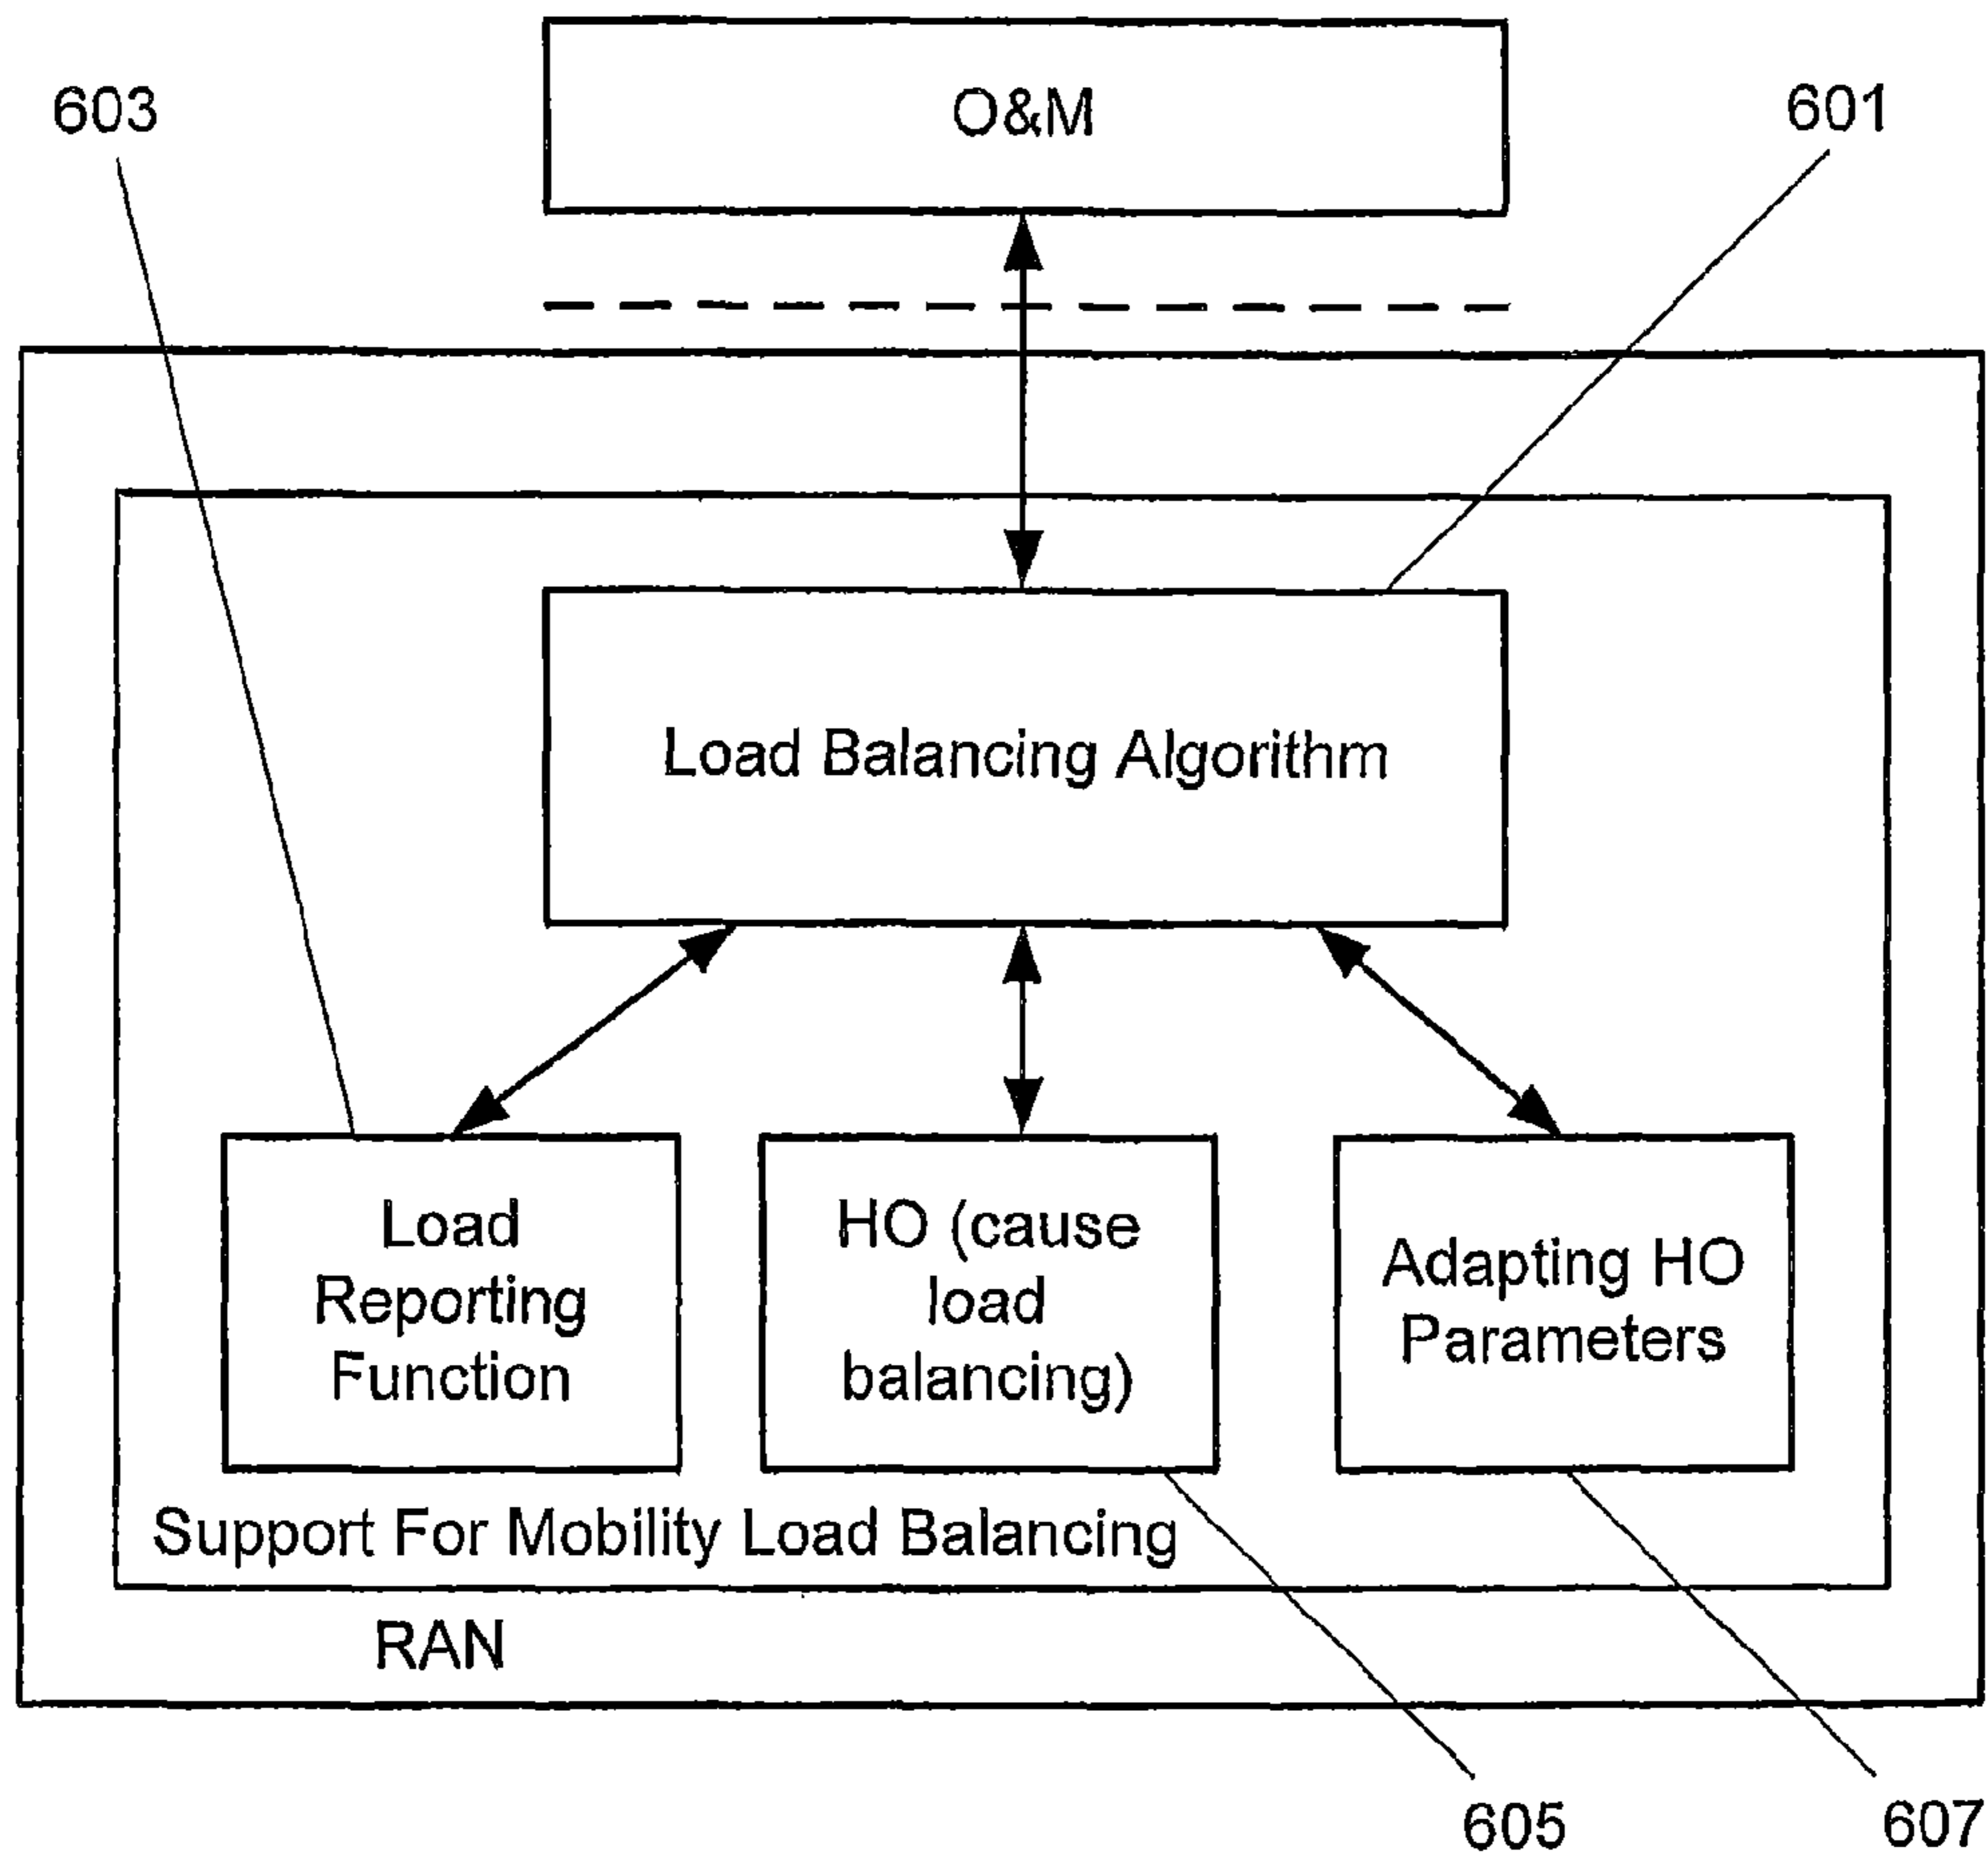 603
O&M
601
Load Balancing Algorithm
Load
Reporting
Function
HO (cause
load
balancing)
Adapting HO
Parameters
Support For Mobility Load Balancing
RAN
605
607